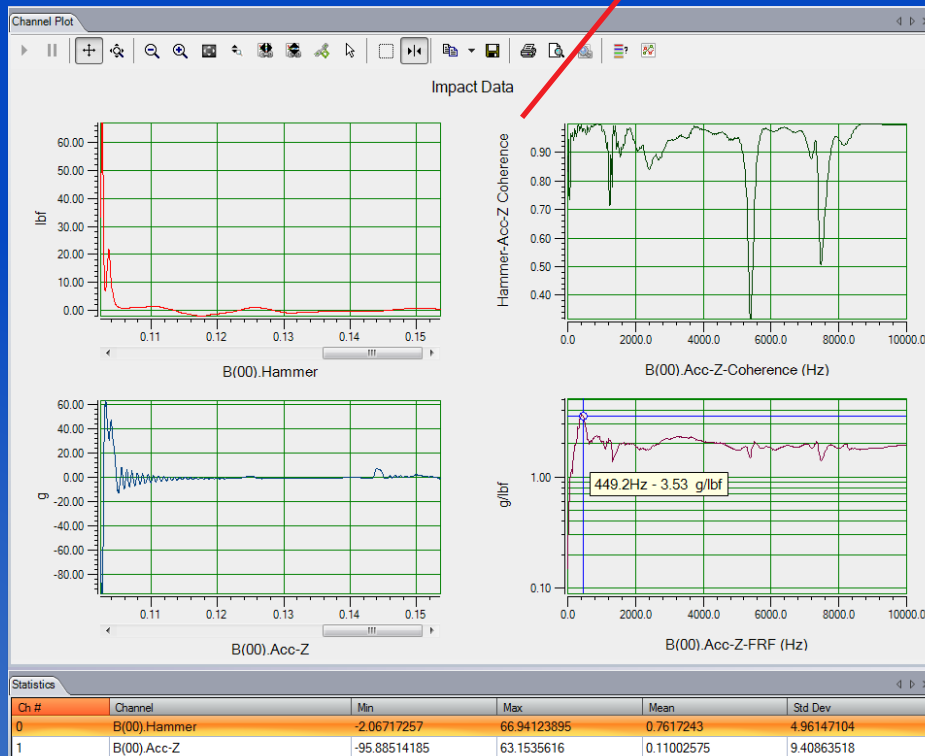 Channel Plot
Impact Data
60.00
50.00
40.00
30.00
20.00
10.00
0.00
lbf
0.11 0.12 0.13 0.14 0.15
B(00).Hammer
Hammer-Acc-Z Coherence
0.90
0.80
0.70
0.60
0.50
0.40
0.0 2000.0 4000.0 6000.0 8000.0 10000.0
B(00).Acc-Z-Coherence (Hz)
60.00
40.00
20.00
0.00
-20.00
-40.00
-60.00
-80.00
g
0.11 0.12 0.13 0.14 0.15
B(00).Acc-Z
g/lbf
1.00
0.10
449.2Hz - 3.53 g/lbf
0.0 2000.0 4000.0 6000.0 8000.0 10000.0
B(00).Acc-Z-FRF (Hz)
Statistics
Ch # Channel Min Max Mean Std Dev
0 B(00).Hammer -2.06717257 66.94123895 0.7617243 4.96147104
1 B(00).Acc-Z -95.88514185 63.1535616 0.11002575 9.40863518